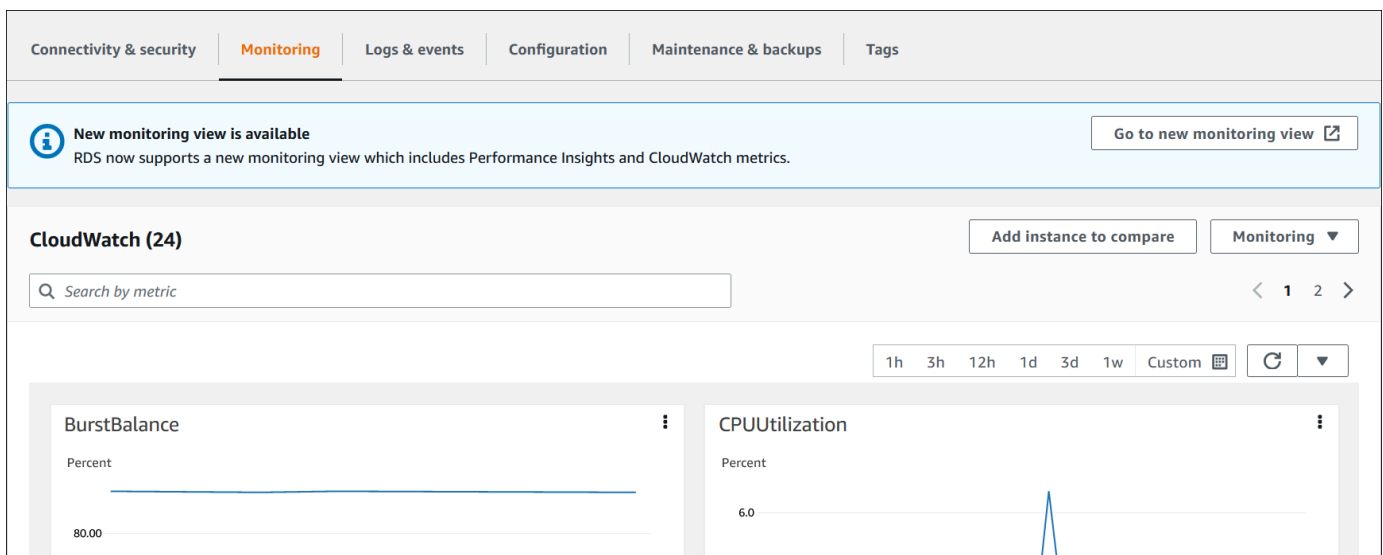 Connectivity & security Monitoring Logs & events Configuration Maintenance & backups Tags
New monitoring view is available
RDS now supports a new monitoring view which includes Performance Insights and CloudWatch metrics.
Go to new monitoring view
CloudWatch (24)
Add instance to compare
Monitoring
Search by metric
1 2
1h 3h 12h 1d 3d 1w Custom
BurstBalance
Percent
80.00
CPUUtilization
Percent
6.0